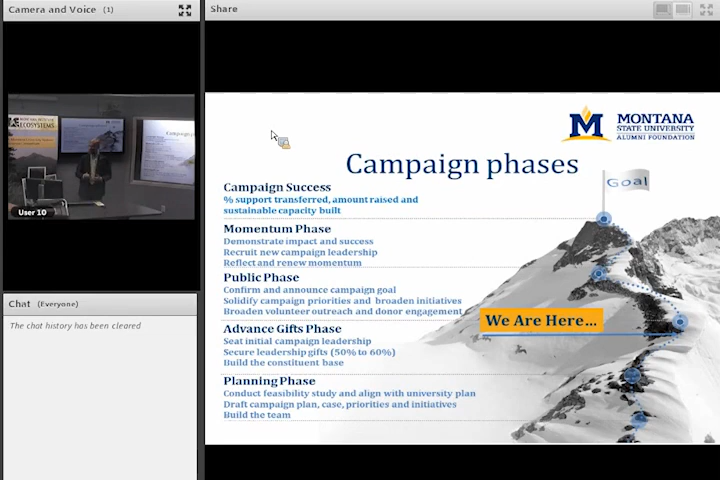 Camera and Voice (1)
Share
ECOSYSTEMS
User 10
Chat (Everyone)
The chat history has been cleared
M MONTANA
STATE UNIVERSITY
ALUMNI FOUNDATION
Campaign phases
Goal
Campaign Success
% support transferred, amount raised and
sustainable capacity built
Momentum Phase
Demonstrate impact and success
Recruit new campaign leadership
Reflect and renew momentum
Public Phase
Confirm and announce campaign goal
Solidify campaign priorities and broaden initiatives
Broaden volunteer outreach and donor engagement
We Are Here...
Advance Gifts Phase
Seat initial campaign leadership
Secure leadership gifts (50% to 60%)
Build the constituent base
Planning Phase
Conduct feasibility study and align with university plan
Draft campaign plan, case, priorities and initiatives
Build the team